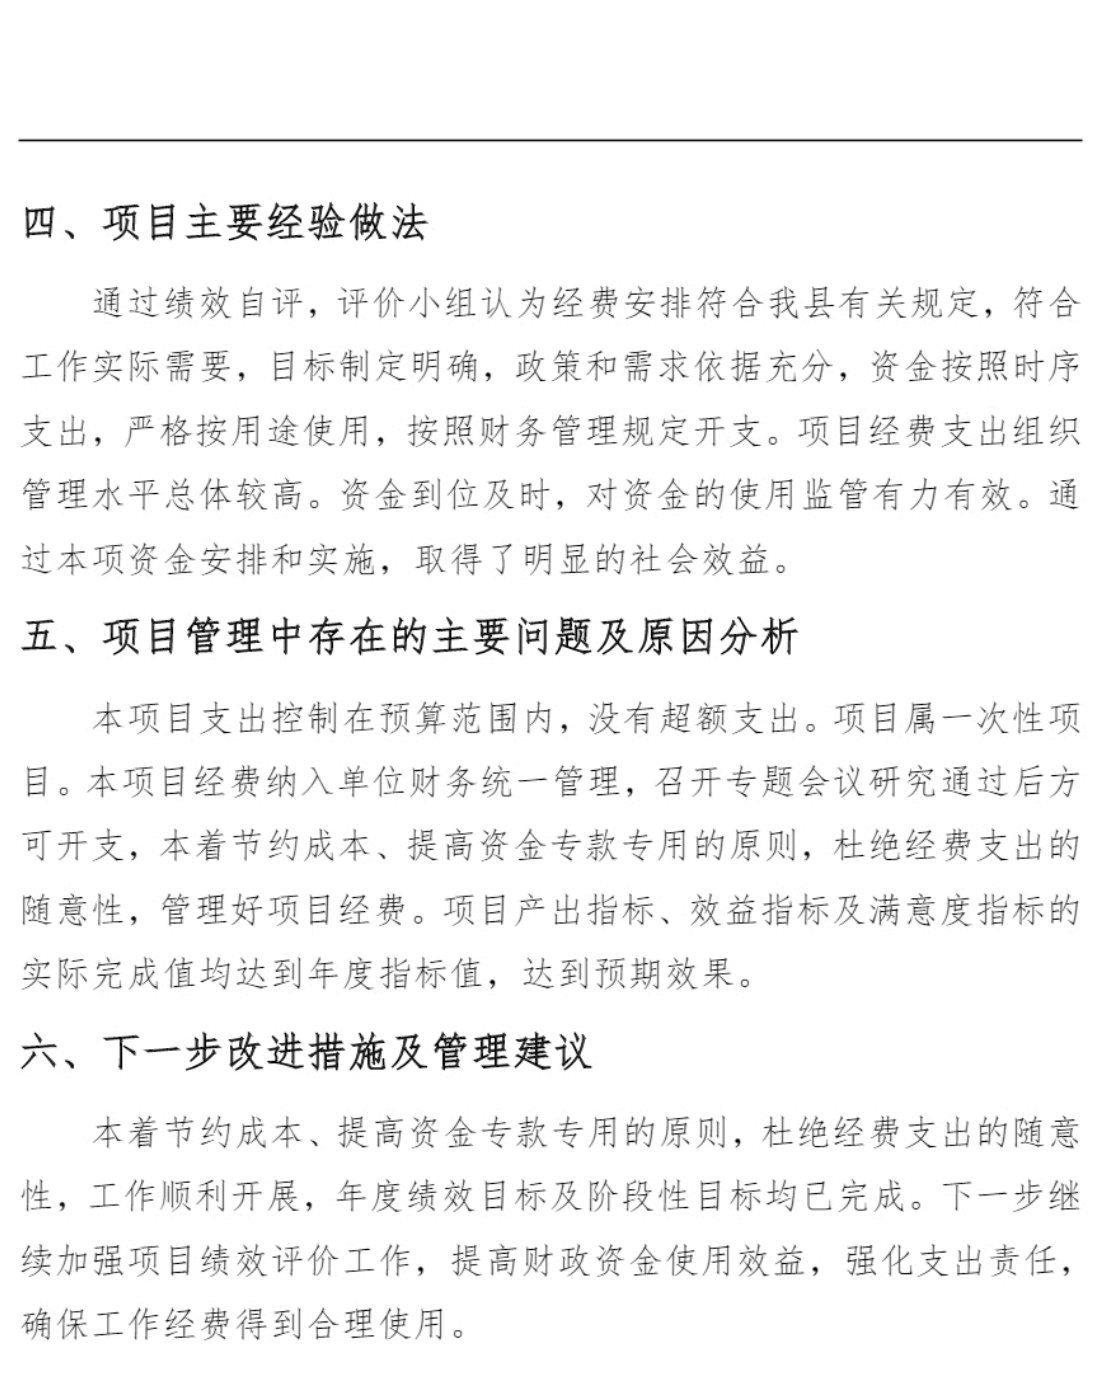 四、项目主要经验做法
通过绩效自评，评价小组认为经费安排符合我县有关规定，符合
工作实际需要，目标制定明确，政策和需求依据充分，资金按照时序
支出，严格按用途使用，按照财务管理规定开支。项目经费支出组织
管理水平总体较高。资金到位及时，对资金的使用监管有力有效。通
过本项资金安排和实施，取得了明显的社会效益。
五、项目管理中存在的主要问题及原因分析
本项目支出控制在预算范围内，没有超额支出。项目属一次性项
目。本项目经费纳入单位财务统一管理，召开专题会议研究通过后方
可开支，本着节约成本、提高资金专款专用的原则，杜绝经费支出的
随意性，管理好项目经费。项目产出指标、效益指标及满意度指标的
实际完成值均达到年度指标值，达到预期效果。
六、下一步改进措施及管理建议
本着节约成本、提高资金专款专用的原则，杜绝经费支出的随意
性，工作顺利开展，年度绩效目标及阶段性目标均已完成。下一步继
续加强项目绩效评价工作，提高财政资金使用效益，强化支出责任，
确保工作经费得到合理使用。